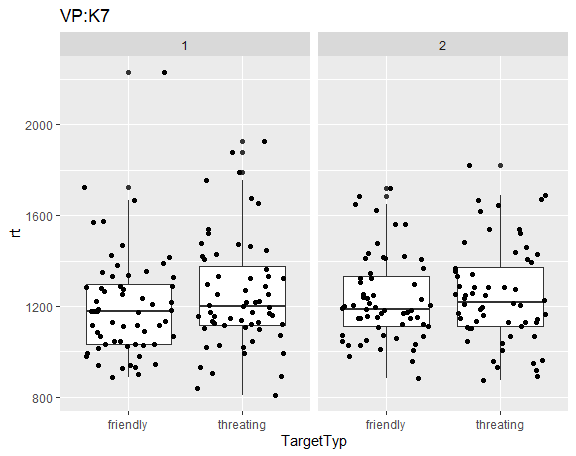 VP:K7
1 2
rt
2000
1600
1200
800
friendly threating friendly threating
TargetTyp